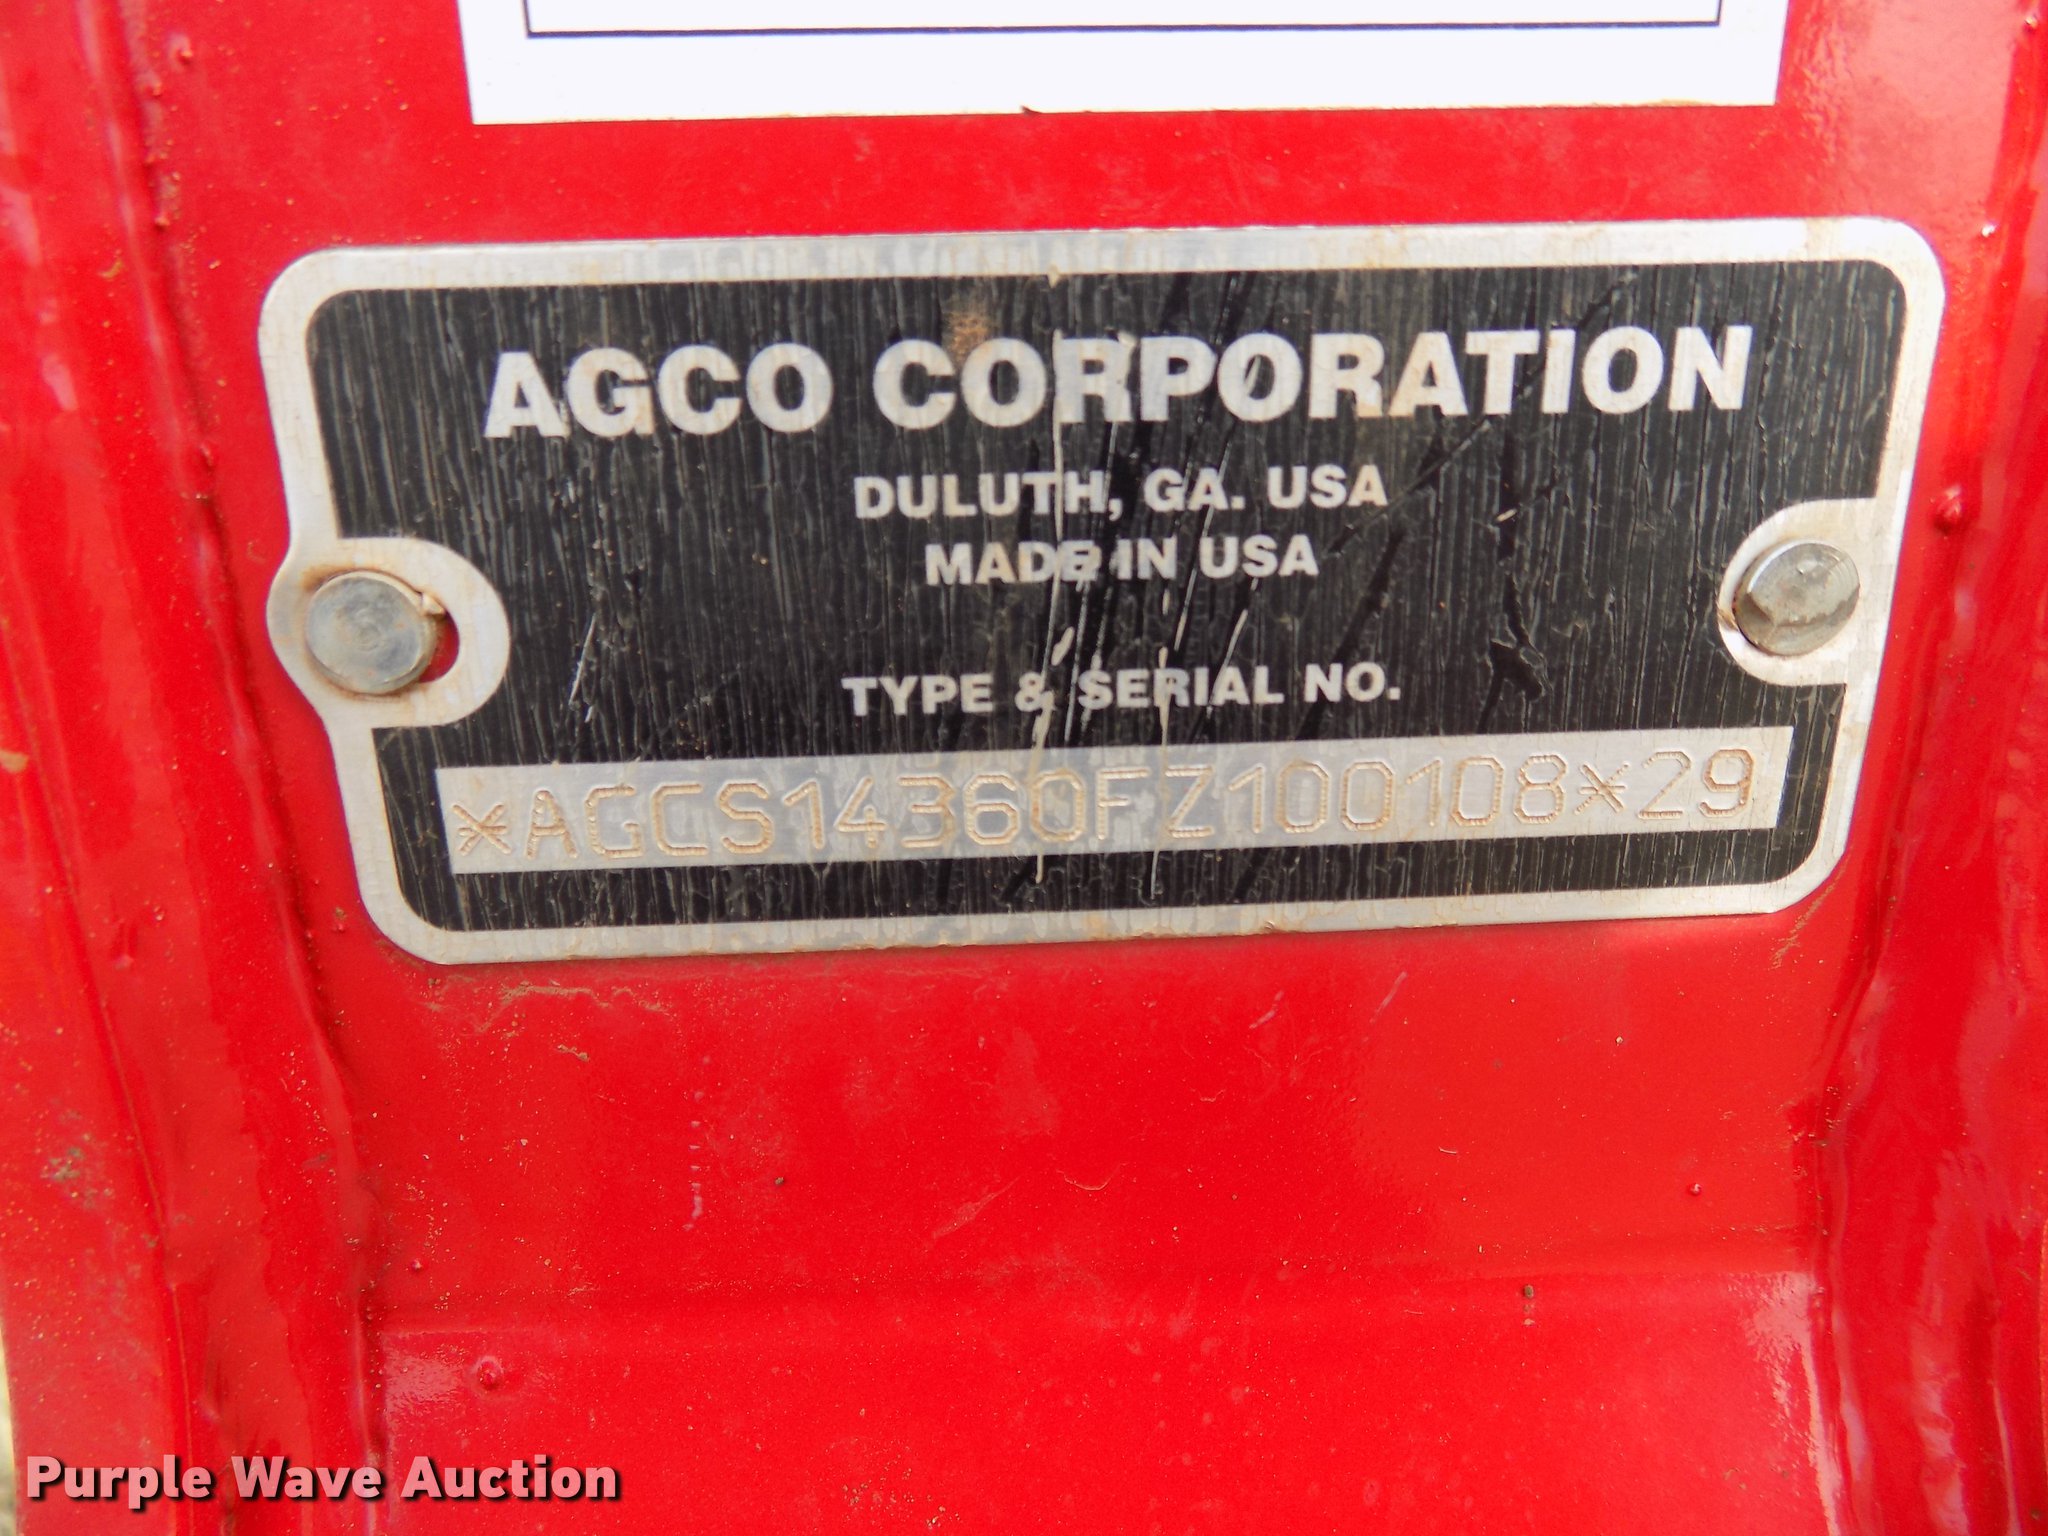 AGCO CORPORATION
DULUTH, GA. USA
MADE IN USA
TYPE & SERIAL NO.
*AGCS14360FZ100108*29
Purple Wave Auction